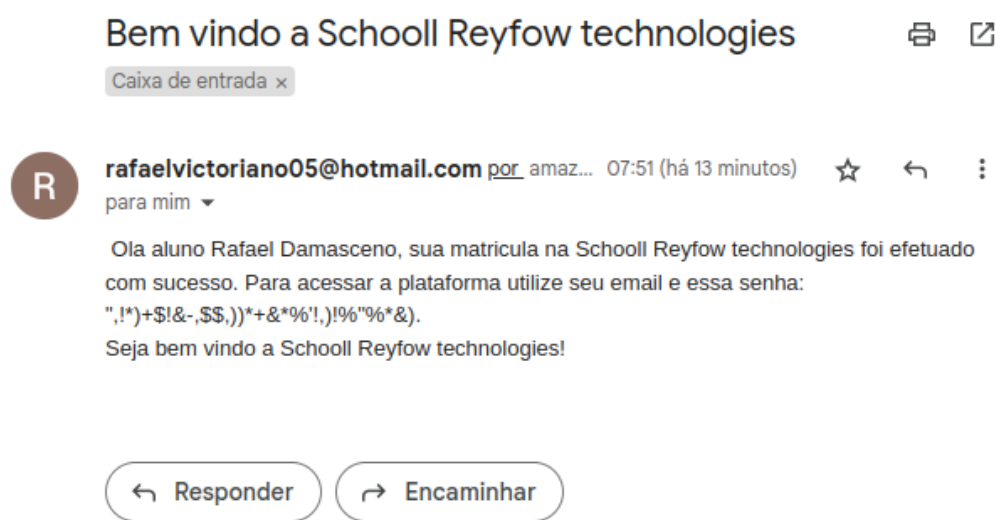 Bem vindo a Schooll Reyfow technologies
Caixa de entrada ×
R
rafaelvictoriano05@hotmail.com por amaz... 07:51 (há 13 minutos)
para mim
Ola aluno Rafael Damasceno, sua matricula na Schooll Reyfow technologies foi efetuado
com sucesso. Para acessar a plataforma utilize seu email e essa senha:
",!*)+$!&-,$$,))*+&*%'!,)!%"%*&).
Seja bem vindo a Schooll Reyfow technologies!
Responder
Encaminhar